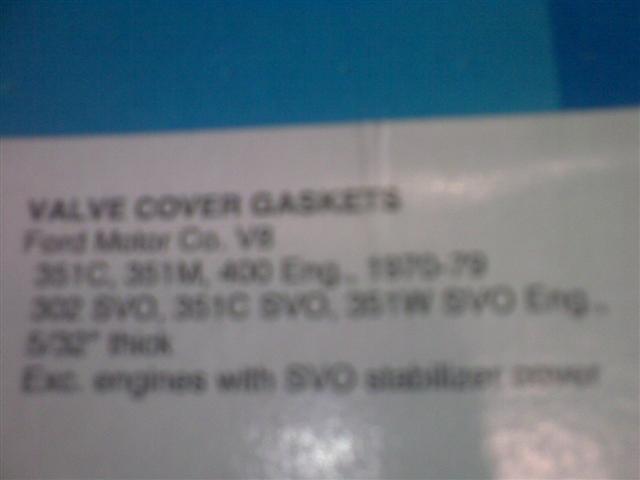 VALVE COVER GASKETS
Ford Motor Co. V8
351C, 351M, 400 Eng., 1970-79
302 SVO, 351C SVO, 351W SVO Eng.,
5/32" thick
Exc. engines with SVO stabilizer